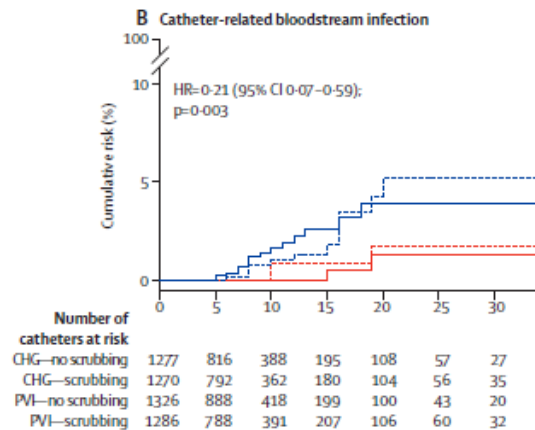 B Catheter-related bloodstream infection
100
10
HR=0·21 (95% CI 0·07–0·59);
p=0·003
Cumulative risk (%)
5
0
0 5 10 15 20 25 30
Number of
catheters at risk
CHG—no scrubbing 1277 816 388 195 108 57 27
CHG—scrubbing 1270 792 362 180 104 56 35
PVI—no scrubbing 1326 888 418 199 100 43 20
PVI—scrubbing 1286 788 391 207 106 60 32